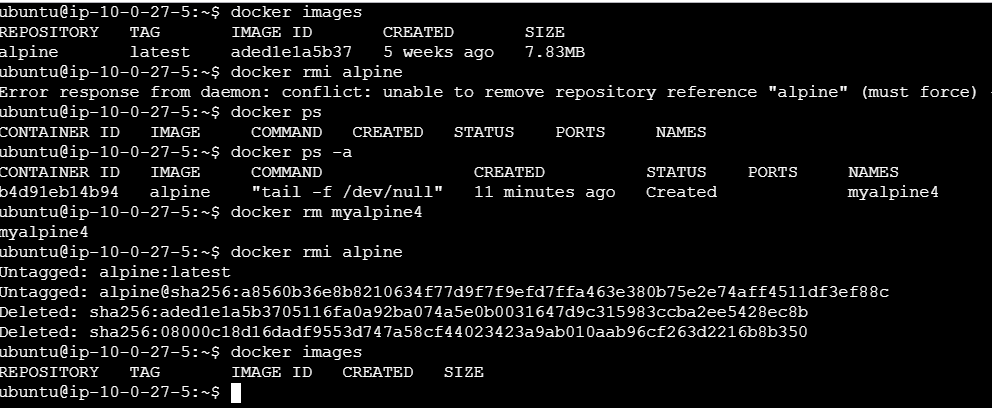 ubuntu@ip-10-0-27-5:~$ docker images
REPOSITORY TAG IMAGE ID CREATED SIZE
alpine latest aded1e1a5b37 5 weeks ago 7.83MB
ubuntu@ip-10-0-27-5:~$ docker rmi alpine
Error response from daemon: conflict: unable to remove repository reference "alpine" (must force) -
ubuntu@ip-10-0-27-5:~$ docker ps
CONTAINER ID IMAGE COMMAND CREATED STATUS PORTS NAMES
ubuntu@ip-10-0-27-5:~$ docker ps -a
CONTAINER ID IMAGE COMMAND CREATED STATUS PORTS NAMES
b4d91eb14b94 alpine "tail -f /dev/null" 11 minutes ago Created myalpine4
ubuntu@ip-10-0-27-5:~$ docker rm myalpine4
myalpine4
ubuntu@ip-10-0-27-5:~$ docker rmi alpine
Untagged: alpine:latest
Untagged: alpine@sha256:a8560b36e8b8210634f77d9f7f9efd7ffa463e380b75e2e74aff4511df3ef88c
Deleted: sha256:aded1e1a5b3705116fa0a92ba074a5e0b0031647d9c315983ccba2ee5428ec8b
Deleted: sha256:08000c18d16dadf9553d747a58cf44023423a9ab010aab96cf263d2216b8b350
ubuntu@ip-10-0-27-5:~$ docker images
REPOSITORY TAG IMAGE ID CREATED SIZE
ubuntu@ip-10-0-27-5:~$